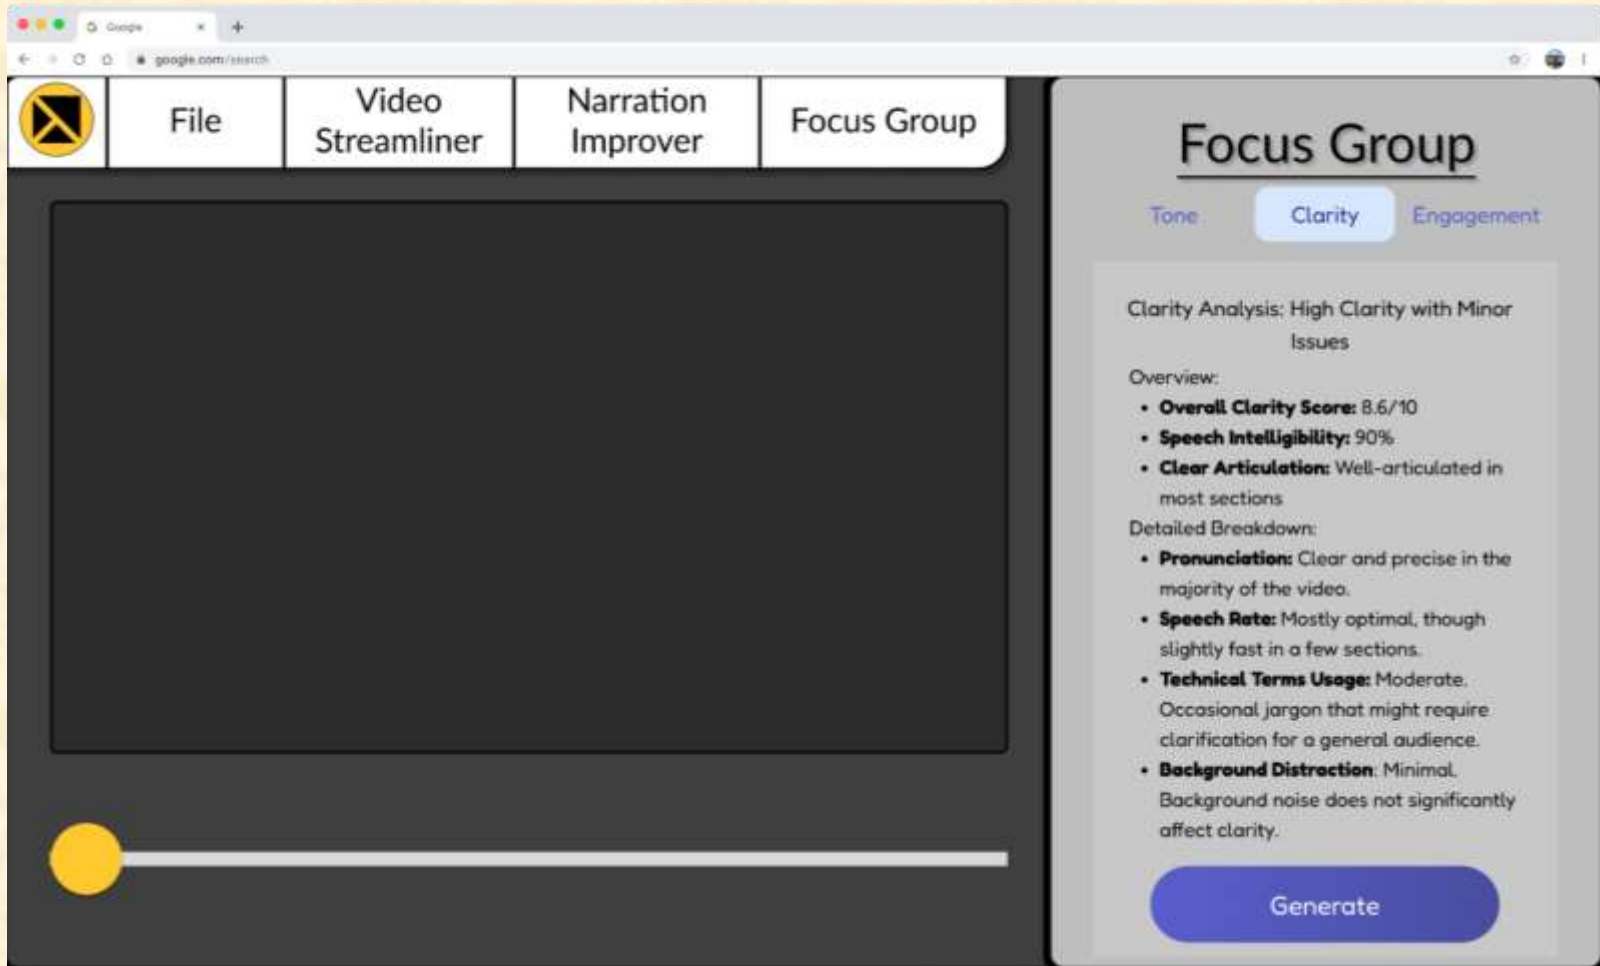 Google
google.com/search
File
Video
Streamliner
Narration
Improver
Focus Group
Focus Group
Tone
Clarity
Engagement
Clarity Analysis: High Clarity with Minor
Issues
Overview:
• Overall Clarity Score: 8.6/10
• Speech Intelligibility: 90%
• Clear Articulation: Well-articulated in
most sections
Detailed Breakdown:
• Pronunciation: Clear and precise in the
majority of the video.
• Speech Rate: Mostly optimal, though
slightly fast in a few sections.
• Technical Terms Usage: Moderate.
Occasional jargon that might require
clarification for a general audience.
• Background Distraction: Minimal.
Background noise does not significantly
affect clarity.
Generate